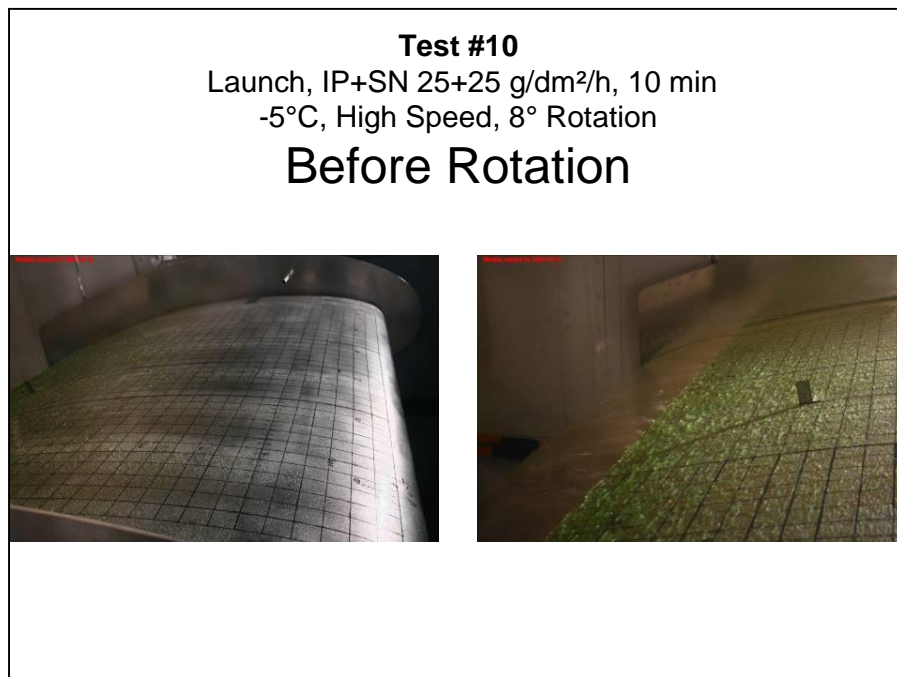 Test #10
Launch, IP+SN 25+25 g/dm²/h, 10 min
-5°C, High Speed, 8° Rotation
Before Rotation